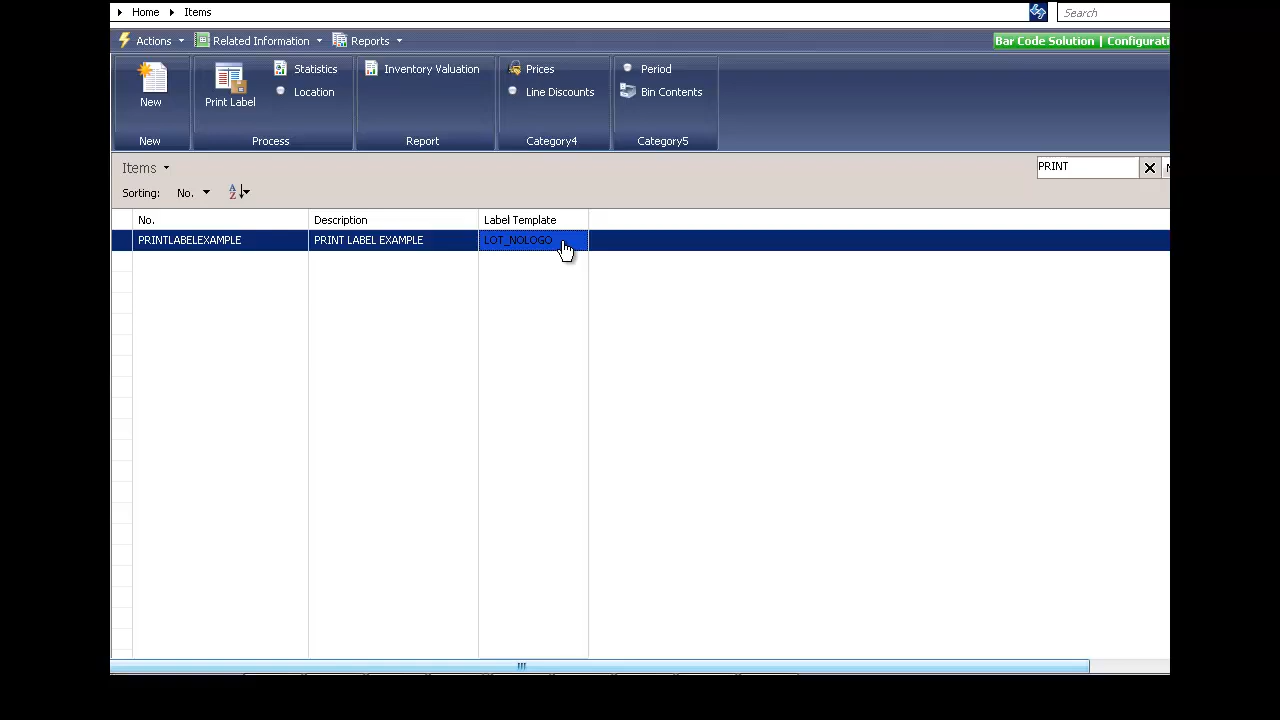 Home Items
Search
Actions Related Information Reports
Bar Code Solution | Configurati
New
Print Label
Statistics
Location
Inventory Valuation
Prices
Line Discounts
Period
Bin Contents
New Process Report Category4 Category5
Items
PRINT
Sorting: No.
No. Description Label Template
PRINTLABELEXAMPLE PRINT LABEL EXAMPLE LOT_NOLOGO